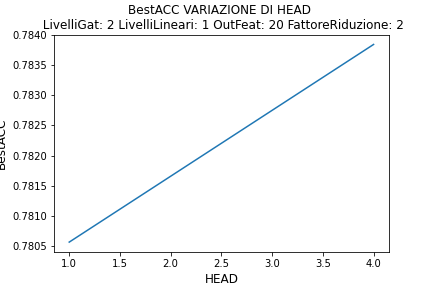 BestACC VARIAZIONE DI HEAD
LivelliGat: 2 LivelliLineari: 1 OutFeat: 20 FattoreRiduzione: 2
0.7840
0.7835
0.7830
0.7825
0.7820
0.7815
0.7810
0.7805
BestACC
1.0 1.5 2.0 2.5 3.0 3.5 4.0
HEAD